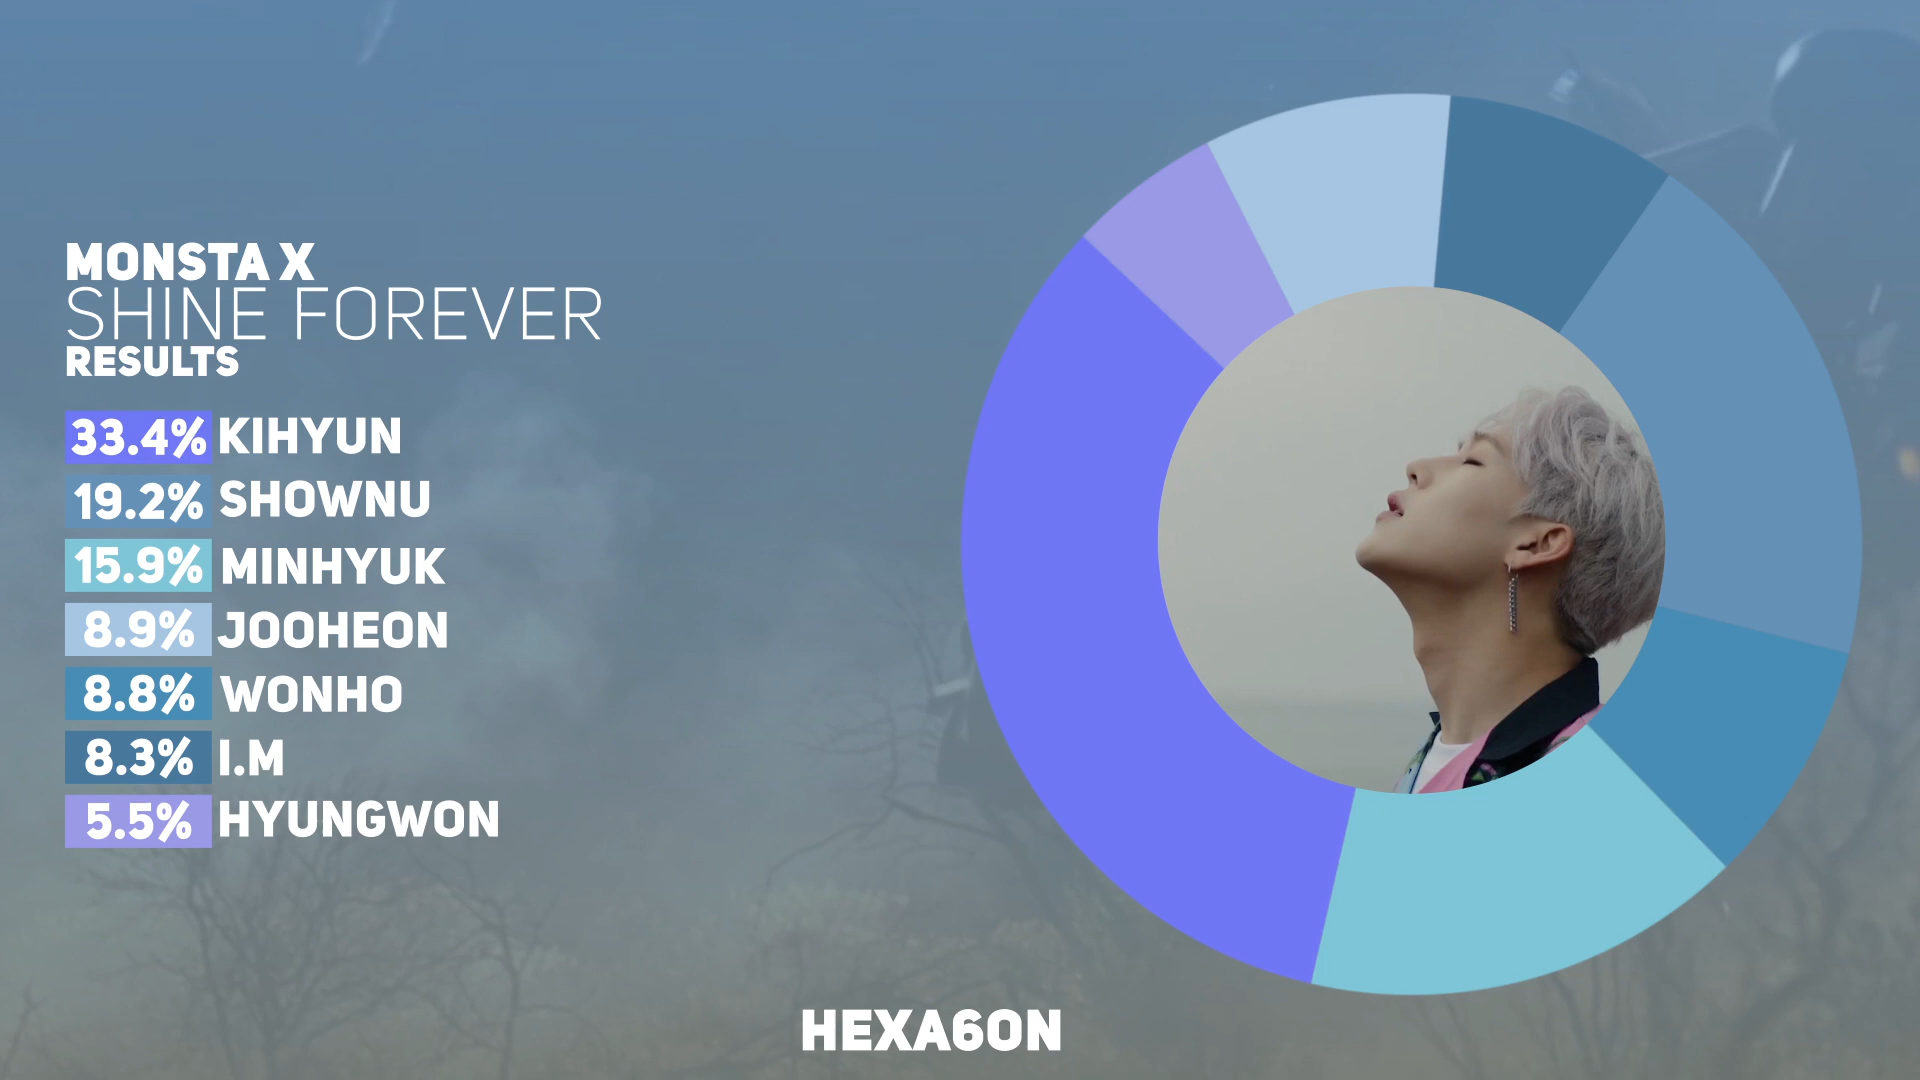 MONSTA X
SHINE FOREVER
RESULTS
33.4% KIHYUN
19.2% SHOWNU
15.9% MINHYUK
8.9% JOOHEON
8.8% WONHO
8.3% I.M
5.5% HYUNGWON
HEXA6ON